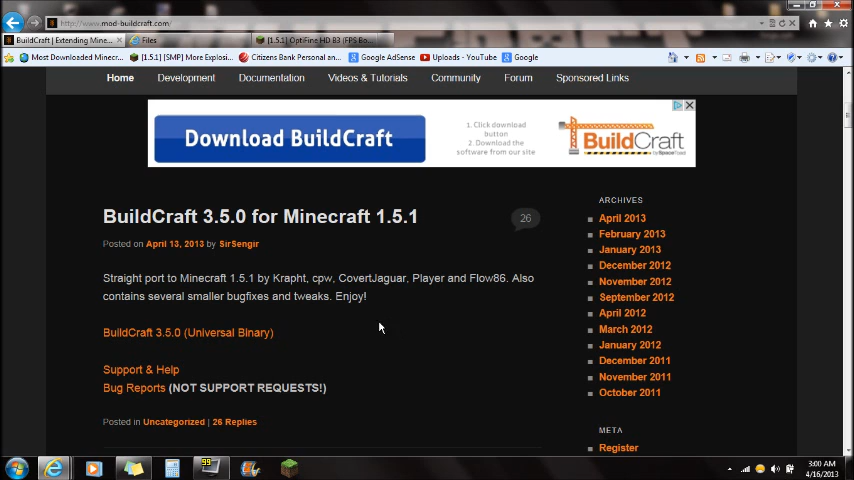 http://www.mod-buildcraft.com/
BuildCraft | Extending Mine...
Files
[1.5.1] OptiFine HD B3 (FPS Bo...
Most Downloaded Minecr...
[1.5.1] [SMP] More Explosi...
Citizens Bank Personal an...
Google AdSense
Uploads - YouTube
Google
Home
Development
Documentation
Videos & Tutorials
Community
Forum
Sponsored Links
Download BuildCraft
1. Click download
button
2. Download the
software from our site
BuildCraft
BuildCraft 3.5.0 for Minecraft 1.5.1
26
Posted on April 13, 2013 by SirSengir
Straight port to Minecraft 1.5.1 by Krapht, cpw, CovertJaguar, Player and Flow86. Also
contains several smaller bugfixes and tweaks. Enjoy!
BuildCraft 3.5.0 (Universal Binary)
Support & Help
Bug Reports (NOT SUPPORT REQUESTS!)
Posted in Uncategorized | 26 Replies
ARCHIVES
April 2013
February 2013
January 2013
December 2012
November 2012
September 2012
April 2012
March 2012
January 2012
December 2011
November 2011
October 2011
META
Register
99
3:00 AM
4/16/2013